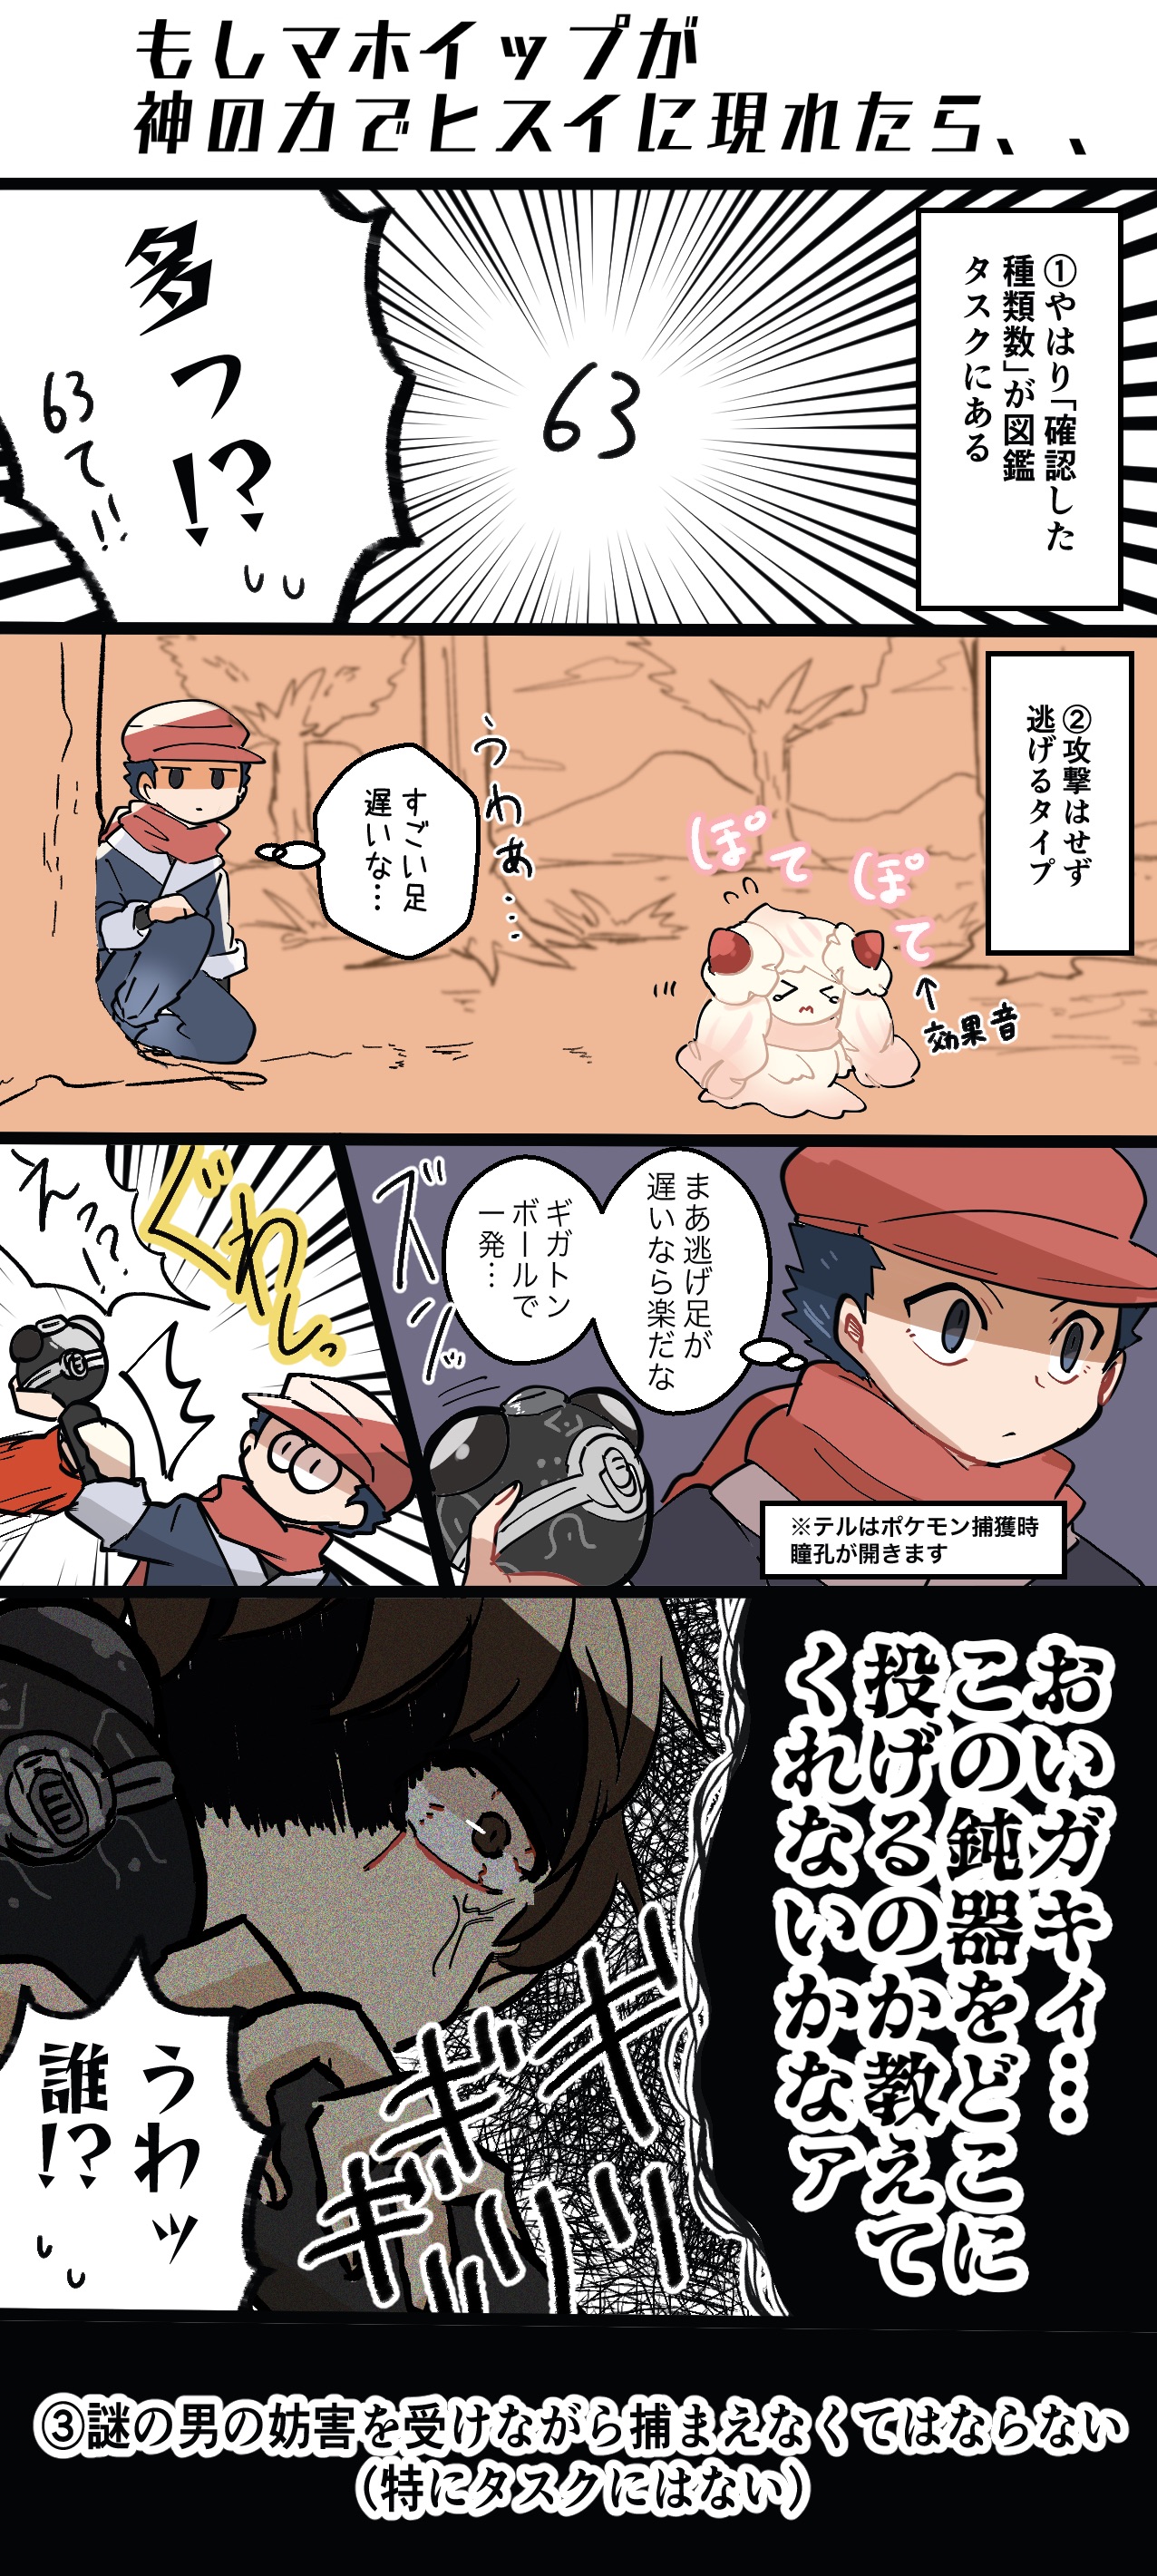 もしマホイップが
神の力でヒスイに現れたら、、
①やはり「確認した
種類数」が図鑑
タスクにある
63
多っ!?
63て!!
②攻撃はせず
逃げるタイプ
ぽてぽて
↑
効果音
うわぁ…
すごい足
遅いな…
まあ逃げ足が
遅いなら楽だな
ギガトン
ボールで
一発…
ズッ
※テルはポケモン捕獲時
瞳孔が開きます
ぐわしっ
えっ!?
おいガキィ…
この鈍器をどこに
投げるのか教えて
くれないかなァ
ギギギリリリ
うわッ
誰!?
③謎の男の妨害を受けながら捕まえなくてはならない
(特にタスクにはない)